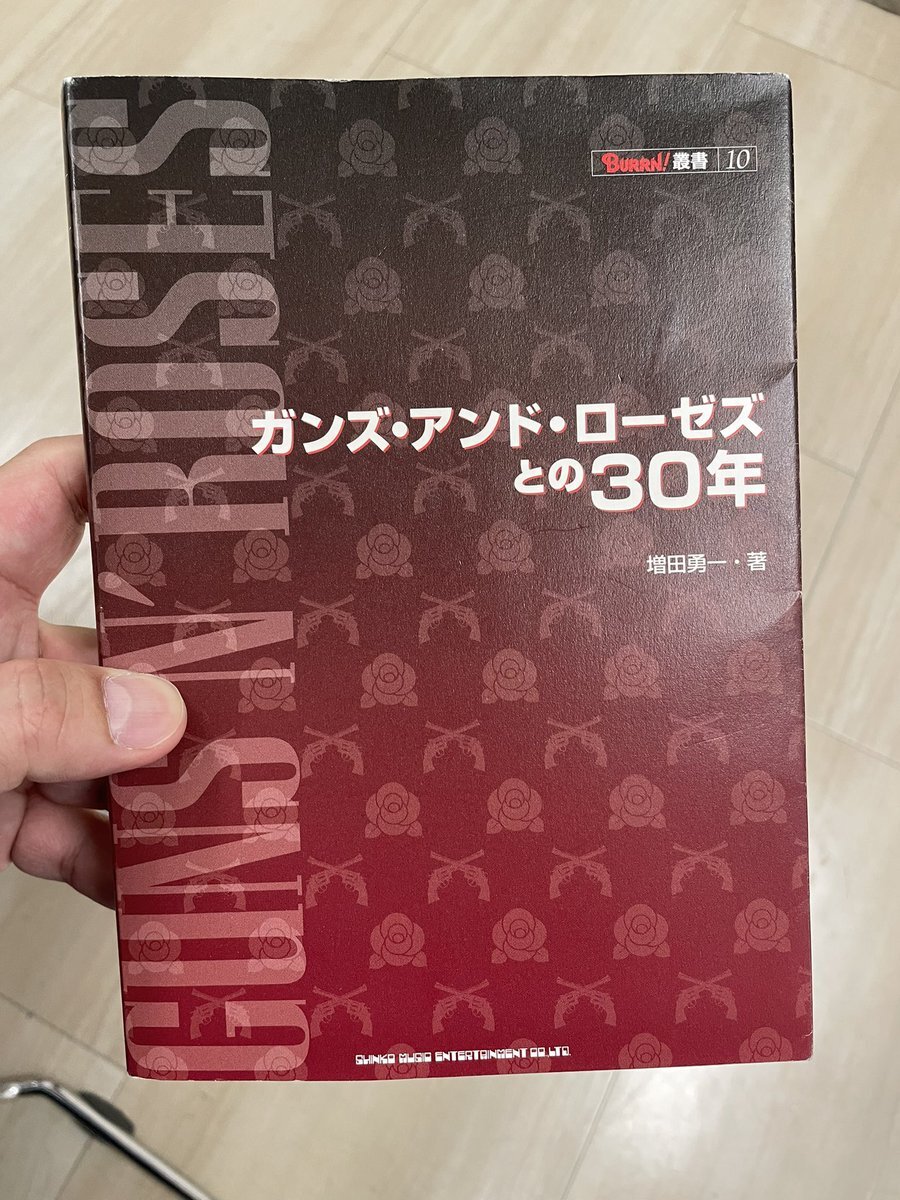 BURRN! 叢書 10
GUNS N' ROSES
ガンズ・アンド・ローゼズ
との30年
増田勇一・著
SHINKO MUSIC ENTERTAINMENT CO.,LTD.